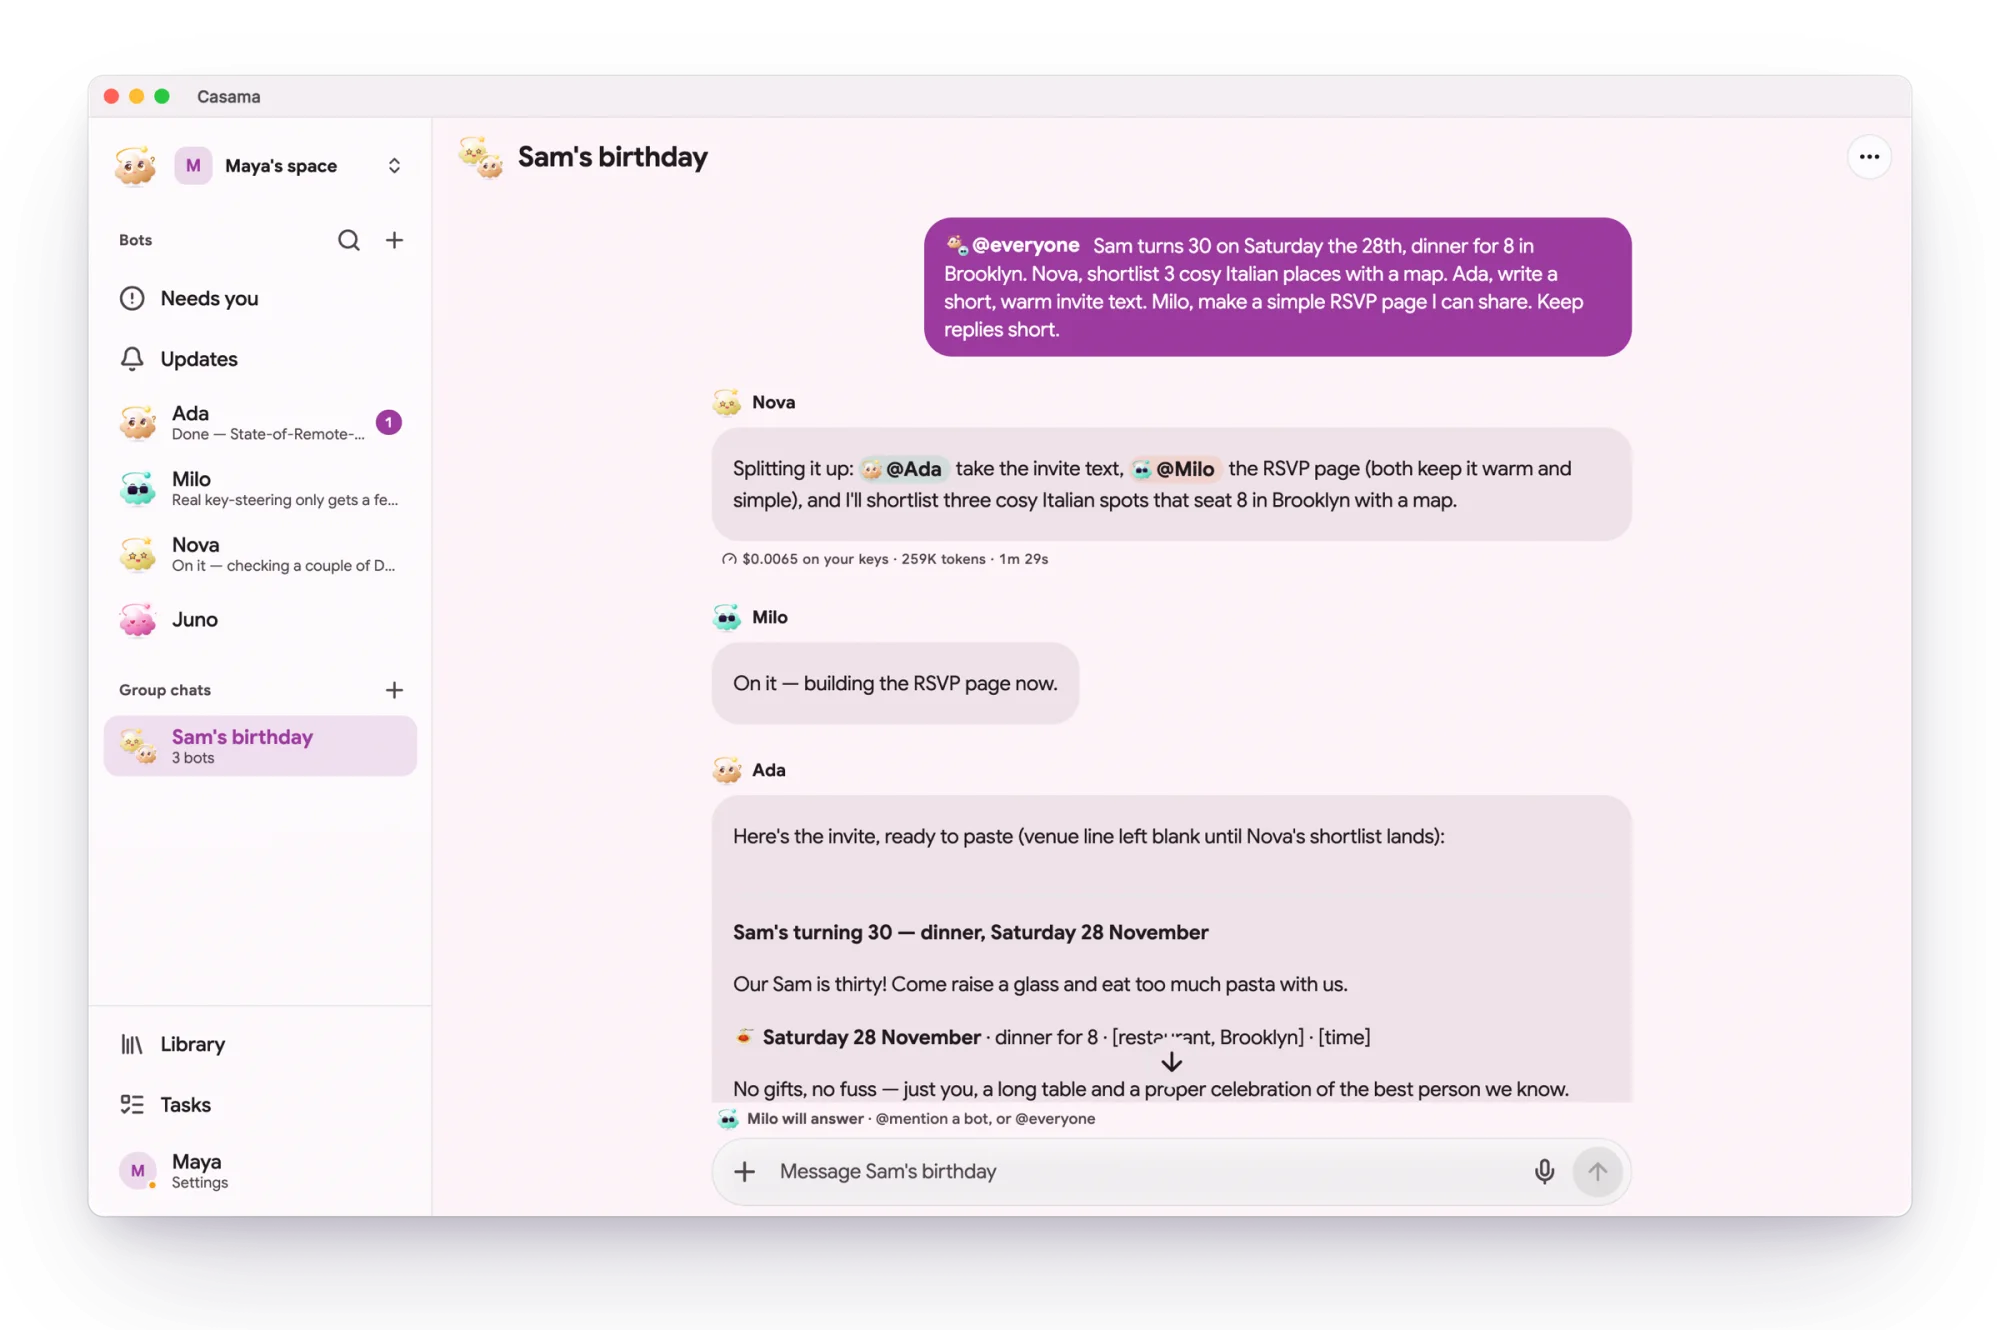 Casama
M
Maya's space
Bots
Needs you
Updates
Ada
Done — State-of-Remote-...
1
Milo
Real key-steering only gets a fe...
Nova
On it — checking a couple of D...
Juno
Group chats
Sam's birthday
3 bots
Library
Tasks
M
Maya
Settings
Sam's birthday
@everyone Sam turns 30 on Saturday the 28th, dinner for 8 in
Brooklyn. Nova, shortlist 3 cosy Italian places with a map. Ada, write a
short, warm invite text. Milo, make a simple RSVP page I can share. Keep
replies short.
Nova
Splitting it up: @Ada take the invite text, @Milo the RSVP page (both keep it warm and
simple), and I'll shortlist three cosy Italian spots that seat 8 in Brooklyn with a map.
$0.0065 on your keys · 259K tokens · 1m 29s
Milo
On it — building the RSVP page now.
Ada
Here's the invite, ready to paste (venue line left blank until Nova's shortlist lands):
Sam's turning 30 — dinner, Saturday 28 November
Our Sam is thirty! Come raise a glass and eat too much pasta with us.
🍝 Saturday 28 November · dinner for 8 · [restaurant, Brooklyn] · [time]
No gifts, no fuss — just you, a long table and a proper celebration of the best person we know.
Milo will answer · @mention a bot, or @everyone
Message Sam's birthday